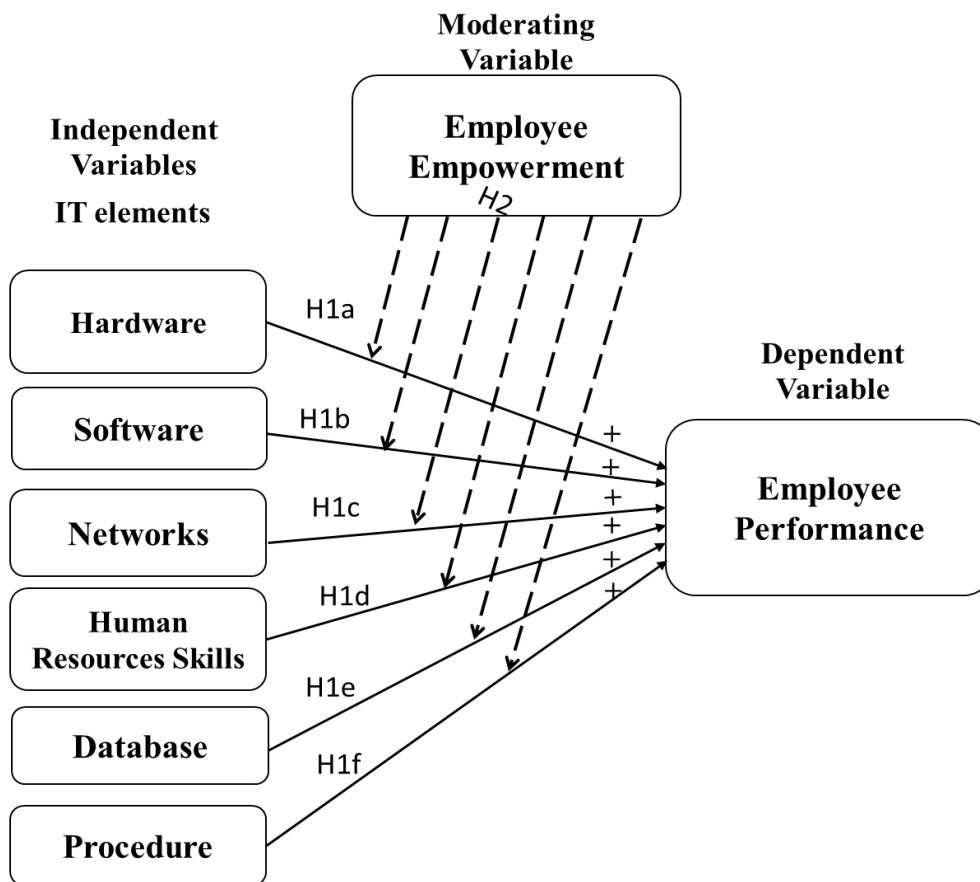 Moderating
Variable
Employee
Empowerment
H2
Independent
Variables
IT elements
Hardware
Software
Networks
Human
Resources Skills
Database
Procedure
H1a
H1b
H1c
H1d
H1e
H1f
+
+
+
+
+
+
Dependent
Variable
Employee
Performance